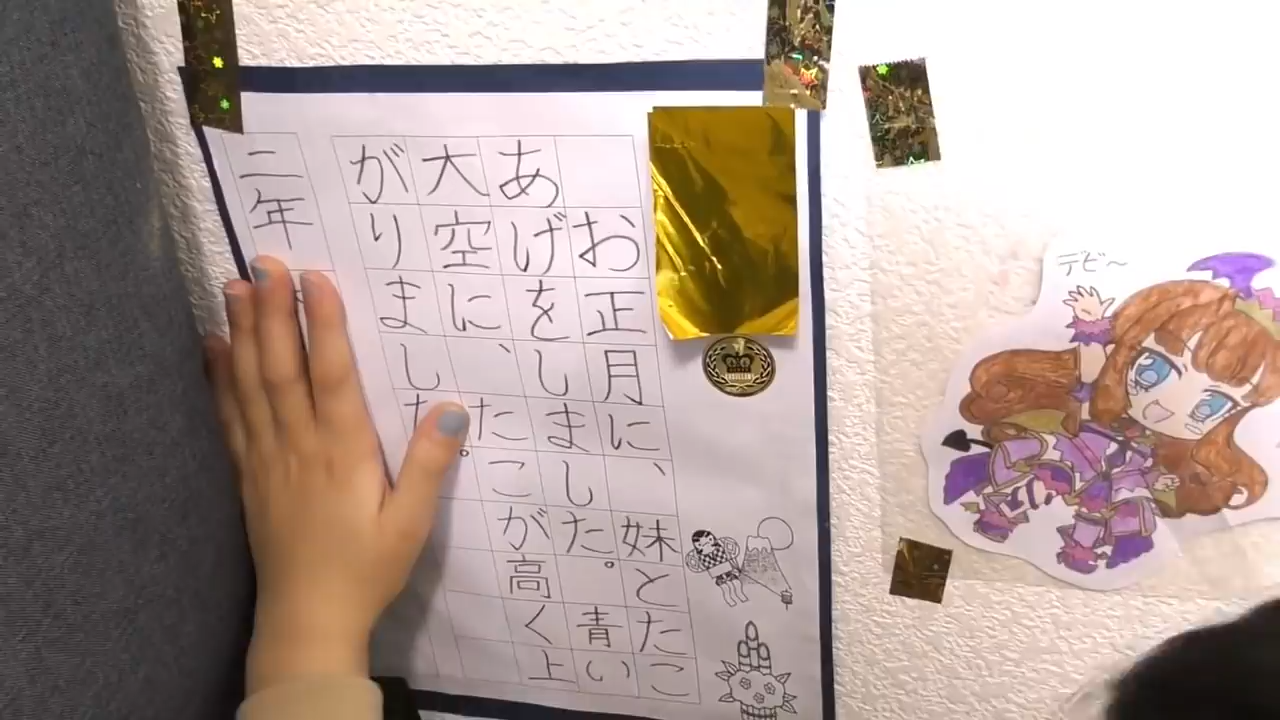 お正月に、妹とたこ
あげをしました。青い
大空に、たこが高く上
がりました。
二年
デビ～